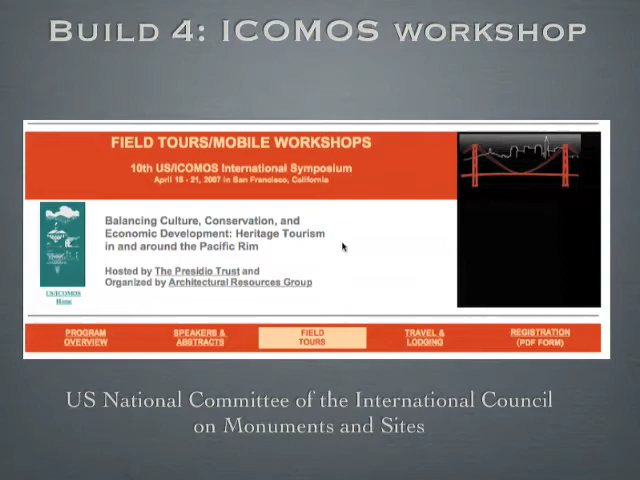 BUILD 4: ICOMOS WORKSHOP
FIELD TOURS/MOBILE WORKSHOPS
10th US/ICOMOS International Symposium
April 18 - 21, 2007 in San Francisco, California
Balancing Culture, Conservation, and
Economic Development: Heritage Tourism
in and around the Pacific Rim
Hosted by The Presidio Trust and
Organized by Architectural Resources Group
US/ICOMOS
Home
PROGRAM
OVERVIEW
SPEAKERS &
ABSTRACTS
FIELD
TOURS
TRAVEL &
LODGING
REGISTRATION
(PDF FORM)
US National Committee of the International Council
on Monuments and Sites